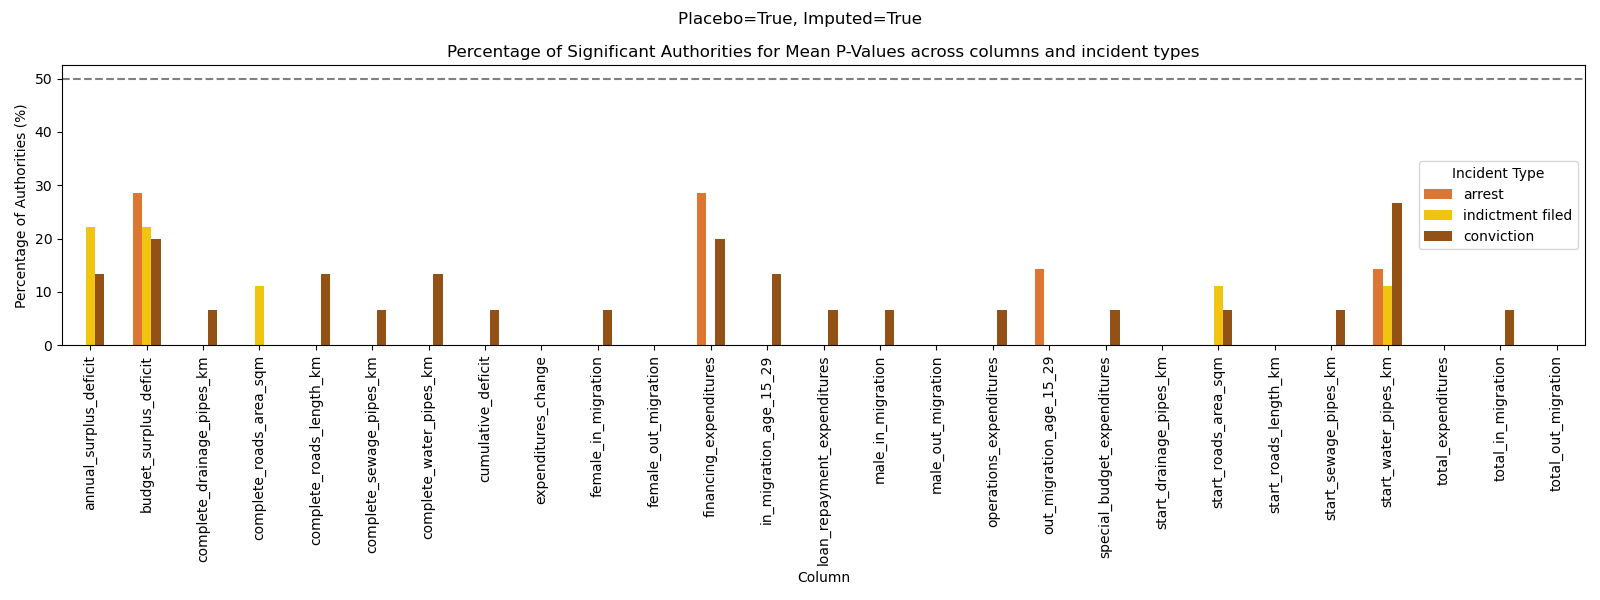 Placebo=True, Imputed=True
Percentage of Significant Authorities for Mean P-Values across columns and incident types
Percentage of Authorities (%)
50
40
30
20
10
0
Incident Type
arrest
indictment filed
conviction
annual_surplus_deficit
budget_surplus_deficit
complete_drainage_pipes_km
complete_roads_area_sqm
complete_roads_length_km
complete_sewage_pipes_km
complete_water_pipes_km
cumulative_deficit
expenditures_change
female_in_migration
female_out_migration
financing_expenditures
in_migration_age_15_29
loan_repayment_expenditures
male_in_migration
male_out_migration
operations_expenditures
out_migration_age_15_29
special_budget_expenditures
start_drainage_pipes_km
start_roads_area_sqm
start_roads_length_km
start_sewage_pipes_km
start_water_pipes_km
total_expenditures
total_in_migration
total_out_migration
Column